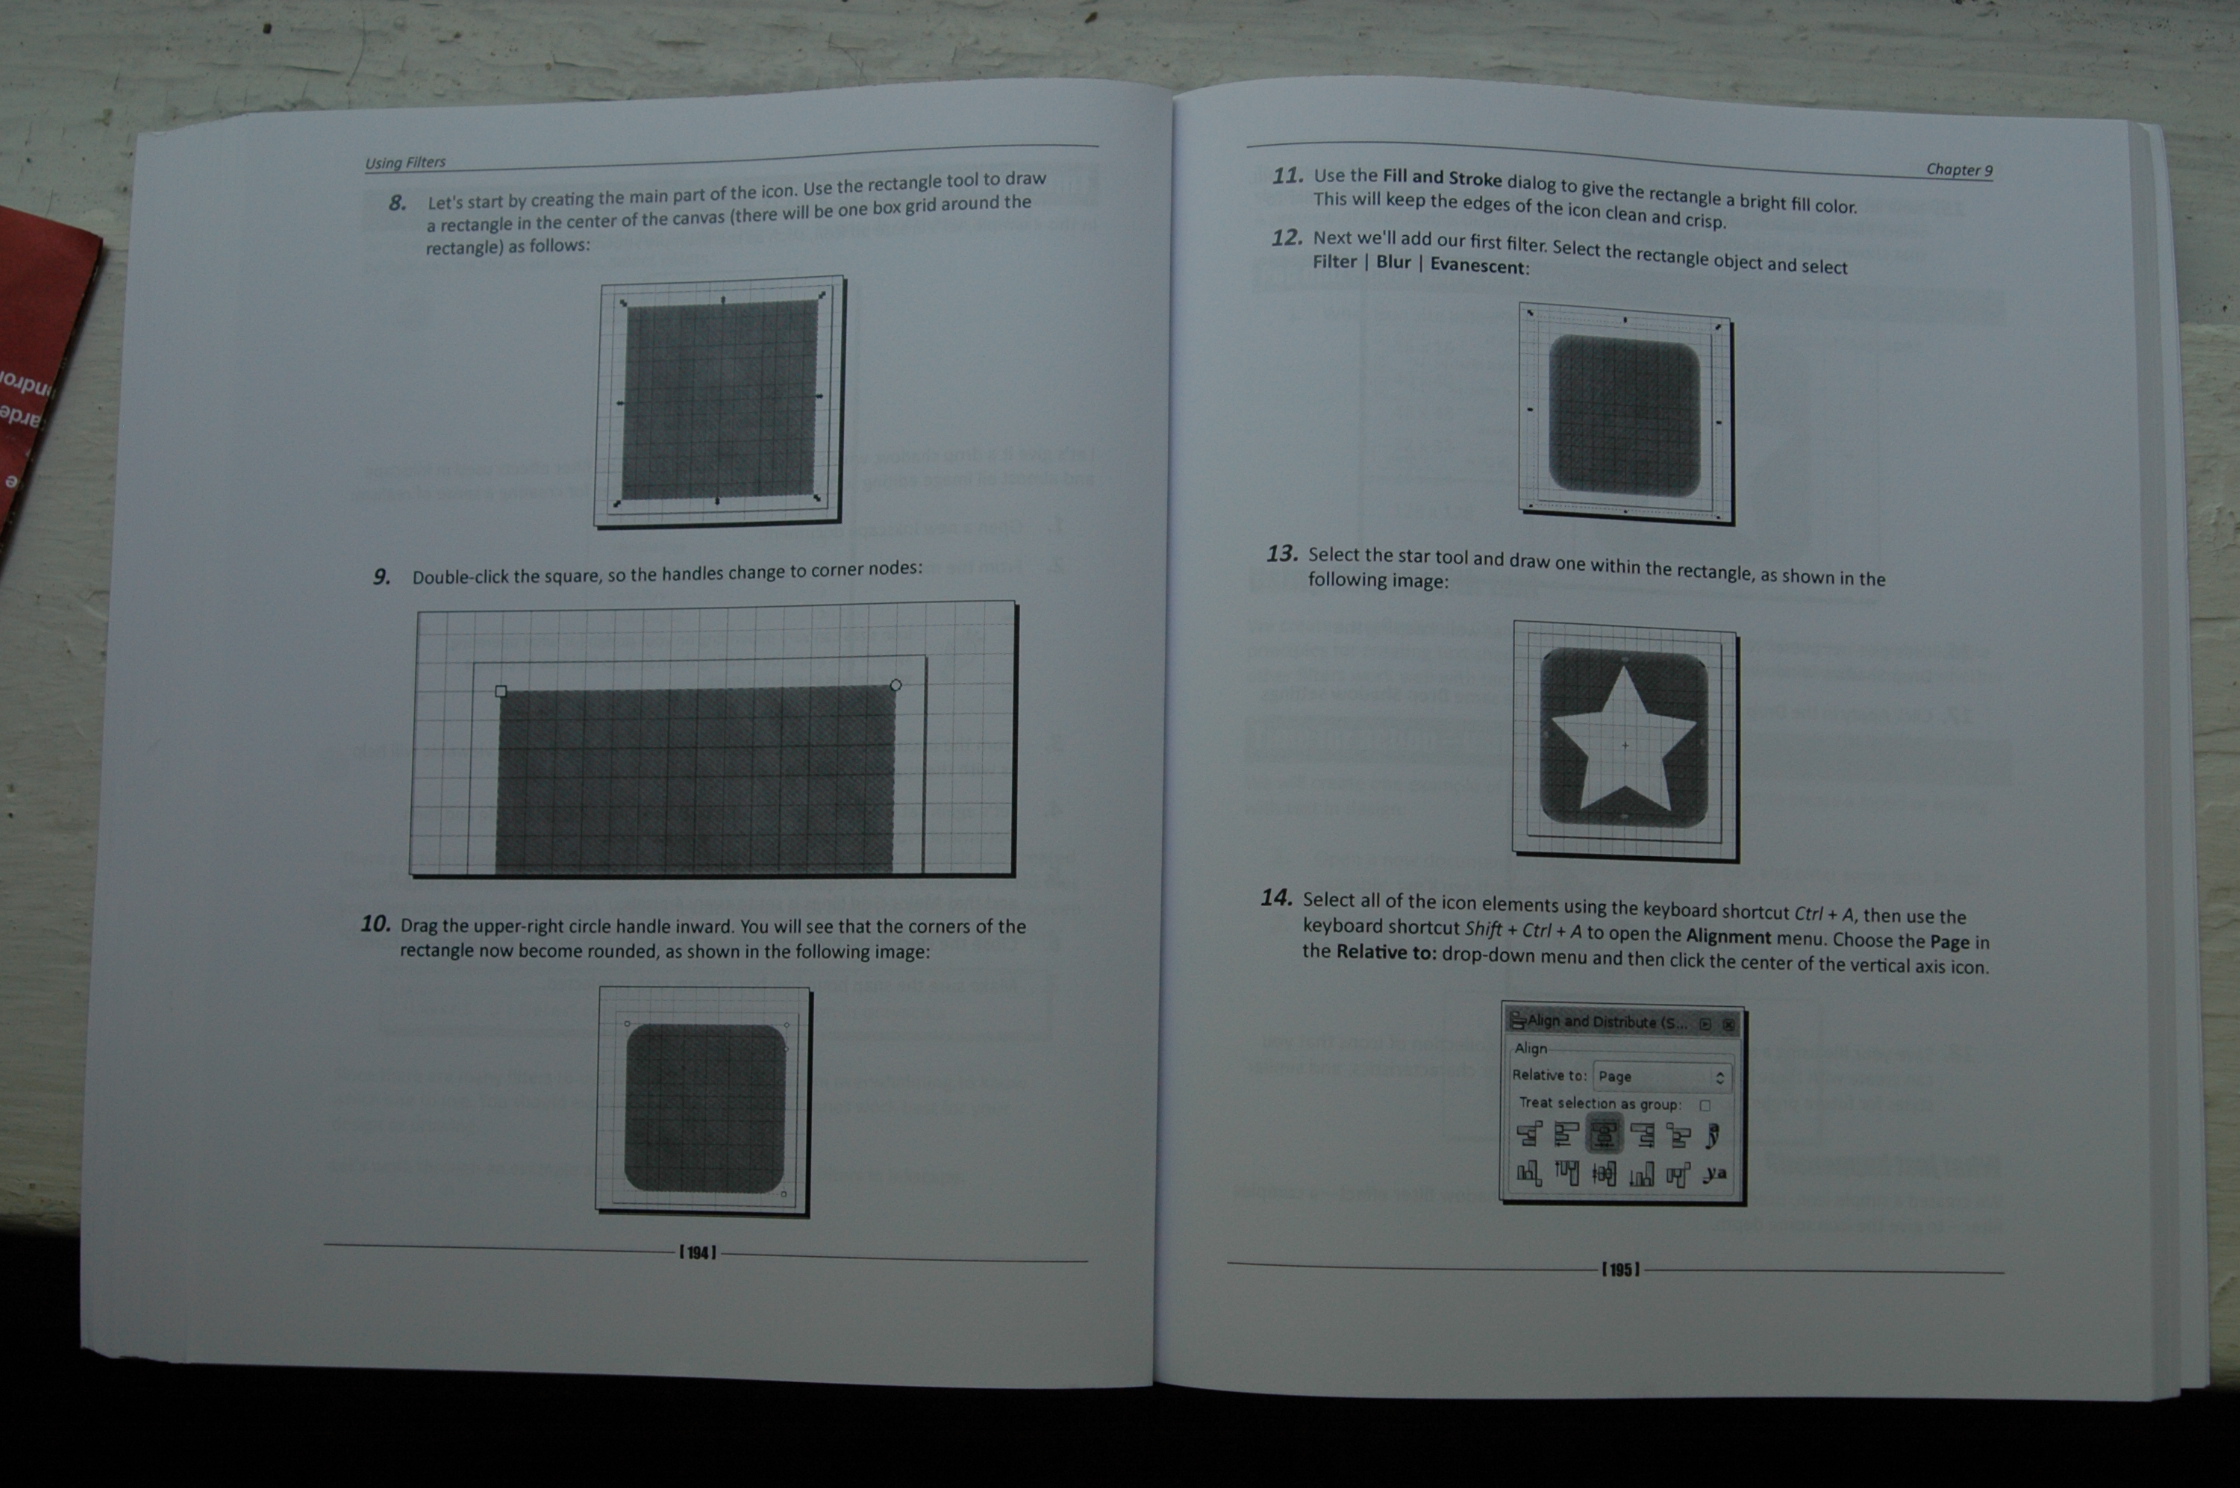 Using Filters
8. Let's start by creating the main part of the icon. Use the rectangle tool to draw
a rectangle in the center of the canvas (there will be one box grid around the
rectangle) as follows:
9. Double-click the square, so the handles change to corner nodes:
10. Drag the upper-right circle handle inward. You will see that the corners of the
rectangle now become rounded, as shown in the following image:
[ 194 ]
Chapter 9
11. Use the Fill and Stroke dialog to give the rectangle a bright fill color.
This will keep the edges of the icon clean and crisp.
12. Next we'll add our first filter. Select the rectangle object and select
Filter | Blur | Evanescent:
13. Select the star tool and draw one within the rectangle, as shown in the
following image:
14. Select all of the icon elements using the keyboard shortcut Ctrl + A, then use the
keyboard shortcut Shift + Ctrl + A to open the Alignment menu. Choose the Page in
the Relative to: drop-down menu and then click the center of the vertical axis icon.
Align and Distribute (S...
Align
Relative to: Page
Treat selection as group:
[ 195 ]